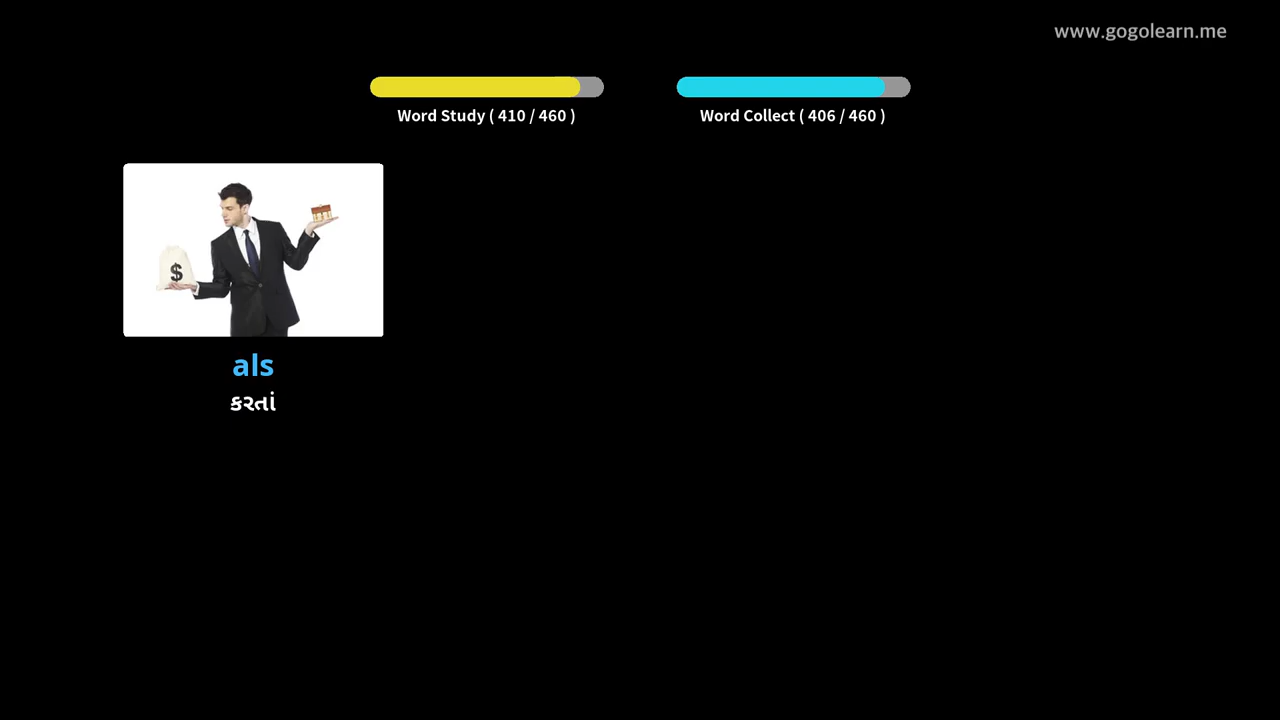 www.gogolearn.me
Word Study ( 410 / 460 )
Word Collect ( 406 / 460 )
$
als
કરતાં